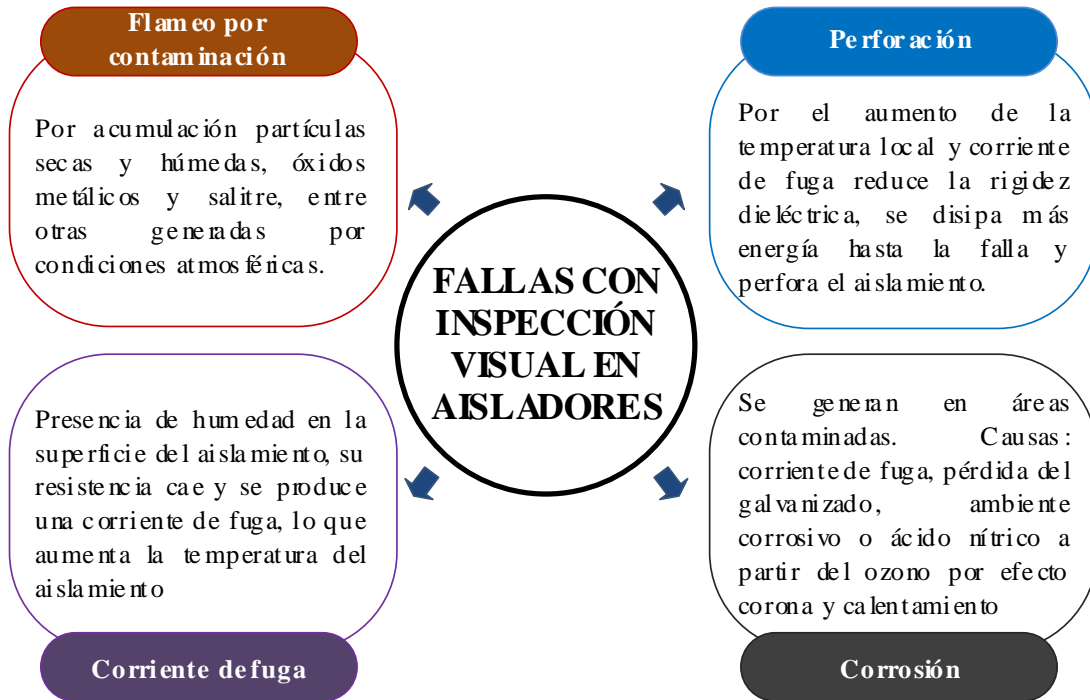 Flameo por
contaminación
Por acumulación partículas
secas y húmedas, óxidos
metálicos y salitre, entre
otras generadas por
condiciones atmosféricas.
Perforación
Por el aumento de la
temperatura local y corriente
de fuga reduce la rigidez
dieléctrica, se disipa más
energía hasta la falla y
perfora el aislamiento.
FALLAS CON
INSPECCIÓN
VISUAL EN
AISLADORES
Presencia de humedad en la
superficie del aislamiento, su
resistencia cae y se produce
una corriente de fuga, lo que
aumenta la temperatura del
aislamiento
Corriente de fuga
Se generan en áreas
contaminadas. Causas:
corriente de fuga, pérdida del
galvanizado, ambiente
corrosivo o ácido nítrico a
partir del ozono por efecto
corona y calentamiento
Corrosión